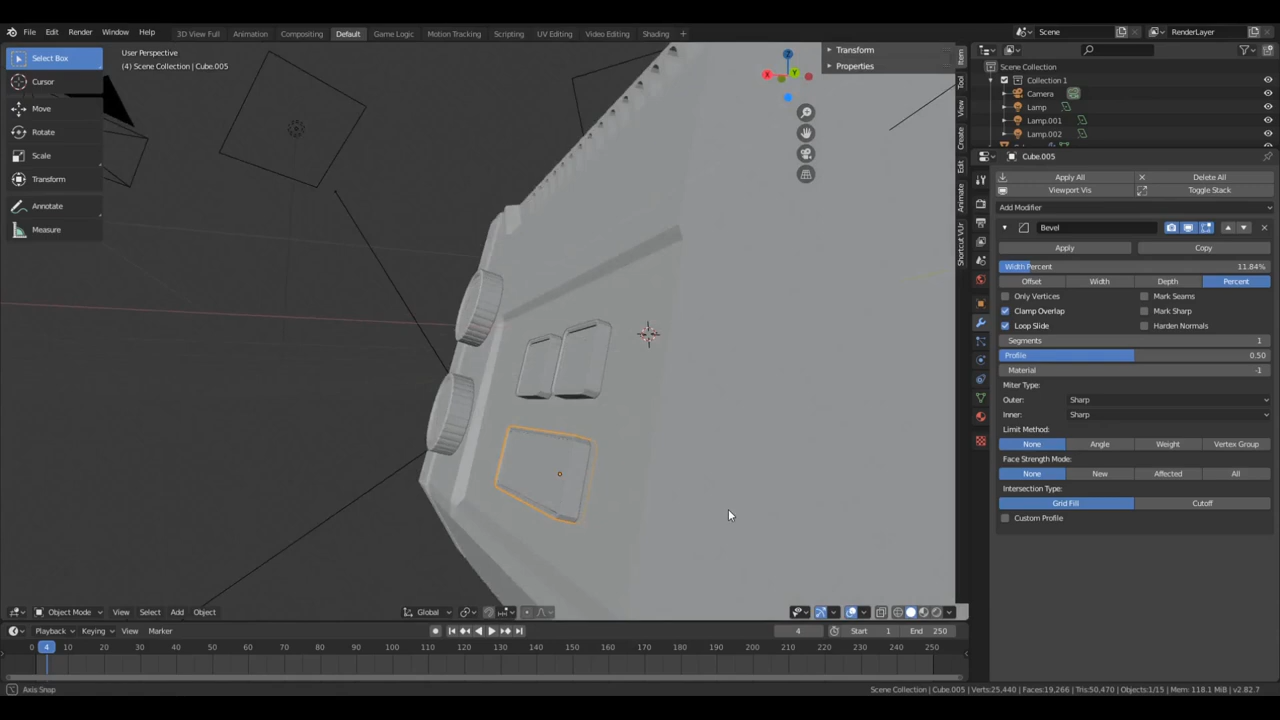 File Edit Render Window Help 3D View Full Animation Compositing Default Game Logic Motion Tracking Scripting UV Editing Video Editing Shading + Scene RenderLayer
Select Box
Cursor
Move
Rotate
Scale
Transform
Annotate
Measure
User Perspective
(4) Scene Collection | Cube.005
Transform
Properties
Item
Tool
View
Create
Edit
Animate
Shortcut VUr
X
Y
Z
Scene Collection
Collection 1
Camera
Lamp
Lamp.001
Lamp.002
Cube.005
Apply All Delete All
Viewport Vis Toggle Stack
Add Modifier
Bevel
Apply Copy
Width Percent 11.84%
Offset Width Depth Percent
Only Vertices Mark Seams
Clamp Overlap Mark Sharp
Loop Slide Harden Normals
Segments 1
Profile 0.50
Material -1
Miter Type:
Outer: Sharp
Inner: Sharp
Limit Method:
None Angle Weight Vertex Group
Face Strength Mode:
None New Affected All
Intersection Type:
Grid Fill Cutoff
Custom Profile
Object Mode View Select Add Object Global
Playback Keying View Marker 4 Start 1 End 250
0 4 10 20 30 40 50 60 70 80 90 100 110 120 130 140 150 160 170 180 190 200 210 220 230 240 250
Axis Snap Scene Collection | Cube.005 | Verts:25,440 | Faces:19,266 | Tris:50,470 | Objects:1/15 | Mem: 118.1 MiB | v2.82.7